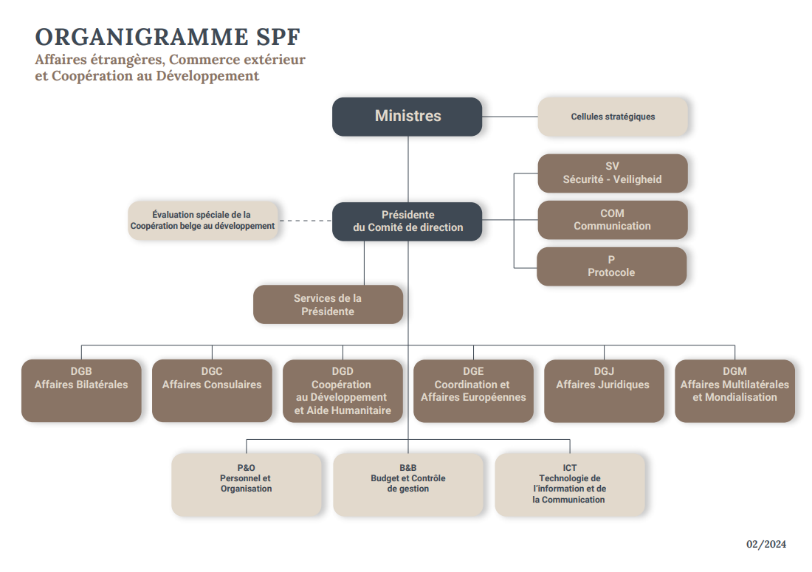 ORGANIGRAMME SPF
Affaires étrangères, Commerce extérieur
et Coopération au Développement
Ministres
Cellules stratégiques
SV
Sécurité - Veiligheid
COM
Communication
P
Protocole
Évaluation spéciale de la
Coopération belge au développement
Présidente
du Comité de direction
Services de la
Présidente
DGB
Affaires Bilatérales
DGC
Affaires Consulaires
DGD
Coopération
au Développement
et Aide Humanitaire
DGE
Coordination et
Affaires Européennes
DGJ
Affaires Juridiques
DGM
Affaires Multilatérales
et Mondialisation
P&O
Personnel et
Organisation
B&B
Budget et Contrôle
de gestion
ICT
Technologie de
l'information et de
la Communication
02/2024